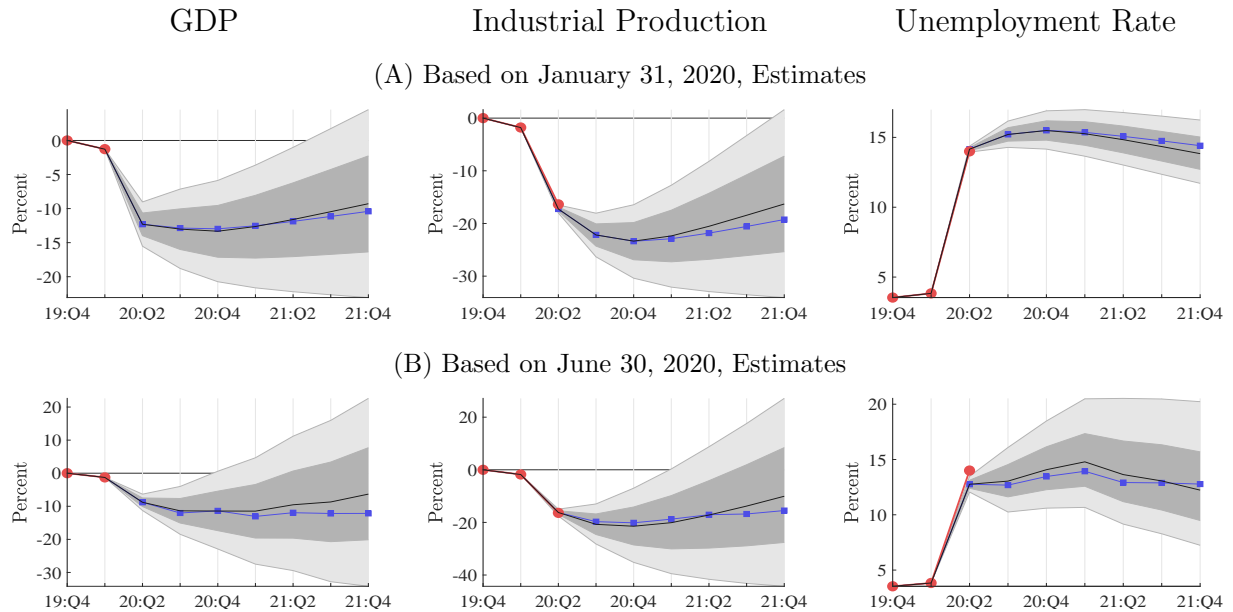 GDP Industrial Production Unemployment Rate
(A) Based on January 31, 2020, Estimates
Percent
0
-5
-10
-15
-20
19:Q4 20:Q2 20:Q4 21:Q2 21:Q4
Percent
0
-10
-20
-30
19:Q4 20:Q2 20:Q4 21:Q2 21:Q4
Percent
15
10
5
19:Q4 20:Q2 20:Q4 21:Q2 21:Q4
(B) Based on June 30, 2020, Estimates
Percent
20
10
0
-10
-20
-30
19:Q4 20:Q2 20:Q4 21:Q2 21:Q4
Percent
20
0
-20
-40
19:Q4 20:Q2 20:Q4 21:Q2 21:Q4
Percent
20
15
10
5
19:Q4 20:Q2 20:Q4 21:Q2 21:Q4